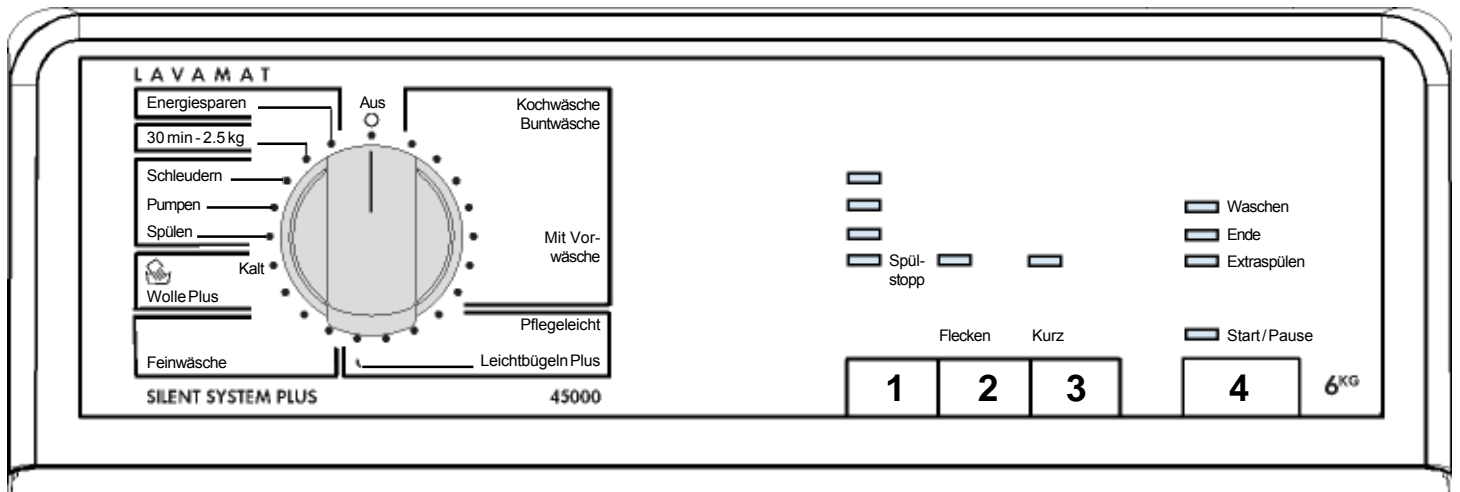 LAVAMAT
Energiesparen
Aus
Kochwäsche
Buntwäsche
30 min - 2.5 kg
Schleudern
Pumpen
Spülen
Mit Vor-
wäsche
Kalt
Wolle Plus
Pflegeleicht
Feinwäsche
Leichtbügeln Plus
SILENT SYSTEM PLUS
45000
Spül-
stopp
Waschen
Ende
Extraspülen
Flecken
Kurz
Start/Pause
1
2
3
4
6KG